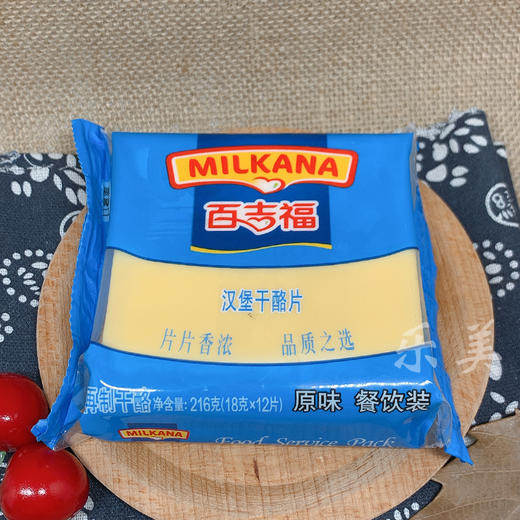 MILKANA
百吉福
汉堡干酪片
片片香浓 品质之选
乐美
再制干酪 净含量: 216克(18克×12片) 原味 餐饮装
MILKANA
Food Service Pack